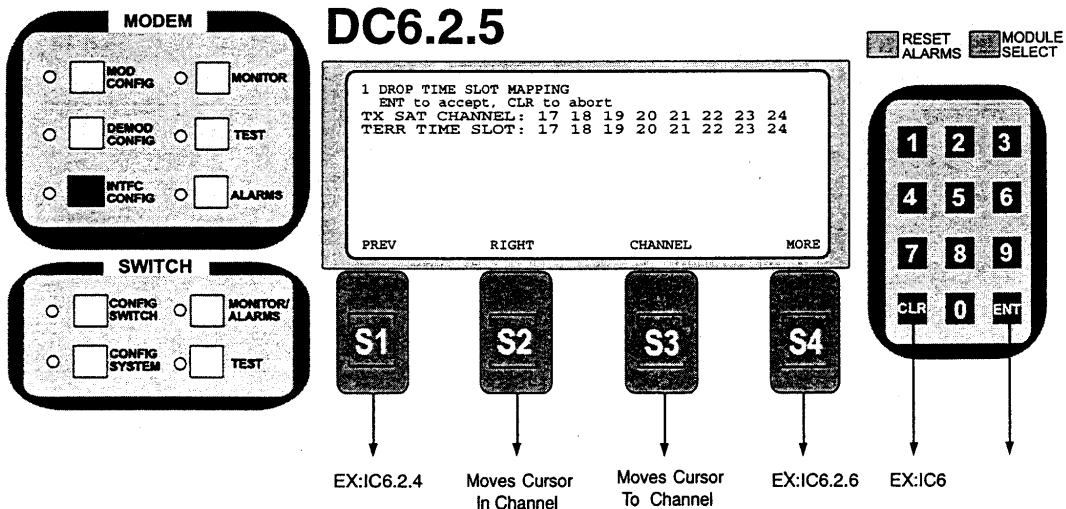 DC6.2.5
MODEM
MOD CONFIG
MONITOR
DEMOD CONFIG
TEST
INTFC CONFIG
ALARMS
SWITCH
CONFIG SWITCH
MONITOR/ ALARMS
CONFIG SYSTEM
TEST
1 DROP TIME SLOT MAPPING
ENT to accept, CLR to abort
TX SAT CHANNEL: 17 18 19 20 21 22 23 24
TERR TIME SLOT: 17 18 19 20 21 22 23 24
PREV RIGHT CHANNEL MORE
S1 S2 S3 S4
EX:IC6.2.4
Moves Cursor
In Channel
Moves Cursor
To Channel
EX:IC6.2.6
EX:IC6
RESET ALARMS
MODULE SELECT
1 2 3
4 5 6
7 8 9
CLR 0 ENT